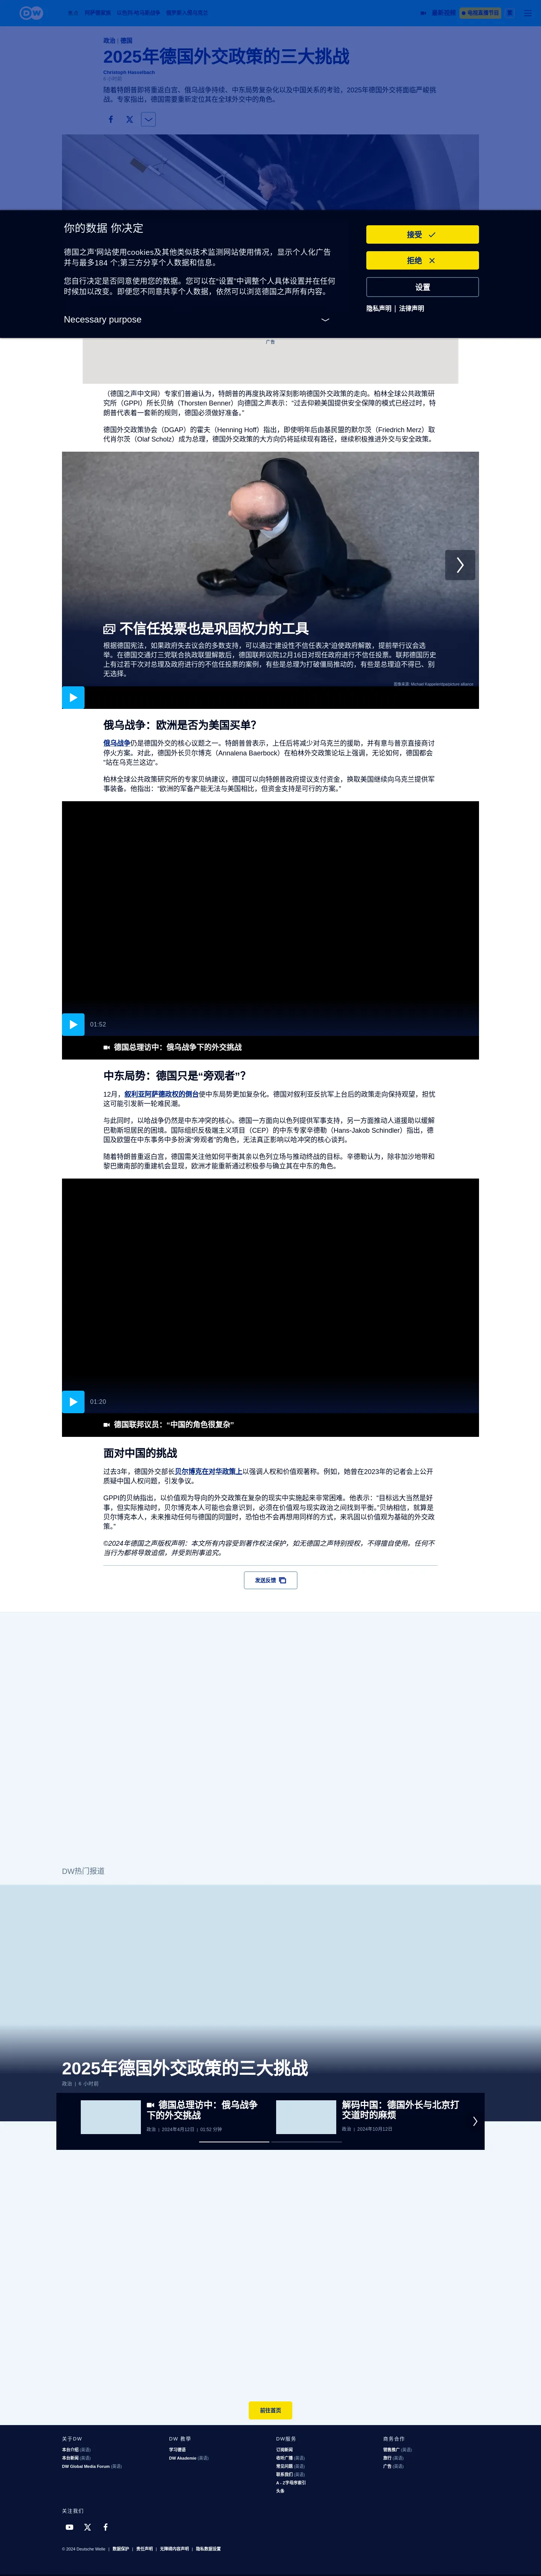 DW
政治 | 德国
2025年德国外交政策的三大挑战
Christoph Hasselbach
6 小时前
随着特朗普即将重返白宫、俄乌战争持续、中东局势复杂化以及中国关系的考验，2025年德国外交将面临严峻挑
战。专家指出，德国需要重新定位其在全球外交中的角色。
你的数据 你决定
德国之声'网站使用cookies及其他类似技术监测网站使用情况，显示个人化广告
并与最多184 个;第三方分享个人数据和信息。
您自行决定是否同意使用您的数据。您可以在“设置”中调整个人具体设置并在任何
时候加以改变。即便您不同意共享个人数据，依然可以浏览德国之声所有内容。
Necessary purpose
接受
拒绝
设置
隐私声明 | 法律声明
广告
（德国之声中文网）专家们普遍认为，特朗普的再度执政将深刻影响德国外交政策的走向。柏林全球公共政策研
究所（GPPi）所长贝纳（Thorsten Benner）向德国之声表示：“过去仰赖美国提供安全保障的模式已经过时，特
朗普代表着一套新的规则，德国必须做好准备。”
德国外交政策协会（DGAP）的霍夫（Henning Hoff）指出，即使明年后由基民盟的默尔茨（Friedrich Merz）取
代肖尔茨（Olaf Scholz）成为总理，德国外交政策的大方向仍将延续现有路径，继续积极推进外交与安全政策。
不信任投票也是巩固权力的工具
根据德国宪法，如果政府失去议会的多数支持，可以通过“建设性不信任表决”迫使政府解散，提前举行议会选
举。在德国交通灯三党联合执政联盟解散后，德国联邦议院12月16日对现任政府进行不信任投票。联邦德国历史
上有过若干次对总理及政府进行的不信任投票的案例，有些是总理为打破僵局推动的，有些是总理迫不得已、别
无选择。
图像来源: Michael Kappeler/dpa/picture alliance
俄乌战争：欧洲是否为美国买单？
俄乌战争仍是德国外交的核心议题之一。特朗普曾表示，上任后将减少对乌克兰的援助，并有意与普京直接商讨
停火方案。对此，德国外长贝尔博克（Annalena Baerbock）在柏林外交政策论坛上强调，无论如何，德国都会
“站在乌克兰这边”。
柏林全球公共政策研究所的专家贝纳建议，德国可以向特朗普政府提议支付资金，换取美国继续向乌克兰提供军
事装备。他指出：“欧洲的军备产能无法与美国相比，但资金支持是可行的方案。”
01:52
德国总理访中：俄乌战争下的外交挑战
中东局势：德国只是“旁观者”？
12月，叙利亚阿萨德政权的倒台使中东局势更加复杂化。德国对叙利亚反抗军上台后的政策走向保持观望，担忧
这可能引发新一轮难民潮。
与此同时，以哈战争仍然是中东冲突的核心。德国一方面向以色列提供军事支持，另一方面推动人道援助以缓解
巴勒斯坦居民的困境。国际组织反极端主义项目（CEP）的中东专家辛德勒（Hans-Jakob Schindler）指出，德
国及欧盟在中东事务中多扮演“旁观者”的角色，无法真正影响以哈冲突的核心谈判。
随着特朗普重返白宫，德国需关注他如何平衡其亲以色列立场与推动终战的目标。辛德勒认为，除非加沙地带和
黎巴嫩南部的重建机会显现，欧洲才能重新通过积极参与确立其在中东的角色。
01:20
德国联邦议员：“中国的角色很复杂”
面对中国的挑战
过去3年，德国外交部长贝尔博克在对华政策上以强调人权和价值观著称。例如，她曾在2023年的记者会上公开
质疑中国人权问题，引发争议。
GPPI的贝纳指出，以价值观为导向的外交政策在复杂的现实中实施起来非常困难。他表示：“目标远大当然是好
事，但实际推动时，贝尔博克本人可能也会意识到，必须在价值观与现实政治之间找到平衡。”贝纳相信，就算是
贝尔博克本人，未来推动任何与德国的同盟时，恐怕也不会再想用同样的方式，来巩固以价值观为基础的外交政
策。”
©2024年德国之声版权声明：本文所有内容受到著作权法保护，如无德国之声特别授权，不得擅自使用。任何不
当行为都将导致追偿，并受到刑事追究。
发送反馈
DW热门报道
2025年德国外交政策的三大挑战
政治 | 6 小时前
德国总理访中：俄乌战争
下的外交挑战
政治 | 2024年4月12日 | 01:52 分钟
解码中国：德国外长与北京打
交道时的麻烦
政治 | 2024年10月12日
前往首页
关于DW
本台介绍 (英语)
本台新闻 (英语)
DW Global Media Forum (英语)
DW 教学
学习德语
DW Akademie (英语)
DW服务
订阅新闻
收听广播 (英语)
常见问题 (英语)
联系我们 (英语)
A - Z字母序索引
头条
商务合作
销售推广 (英语)
旅行 (英语)
广告 (英语)
关注我们
© 2024 Deutsche Welle | 数据保护 | 责任声明 | 无障碍内容声明 | 隐私数据设置